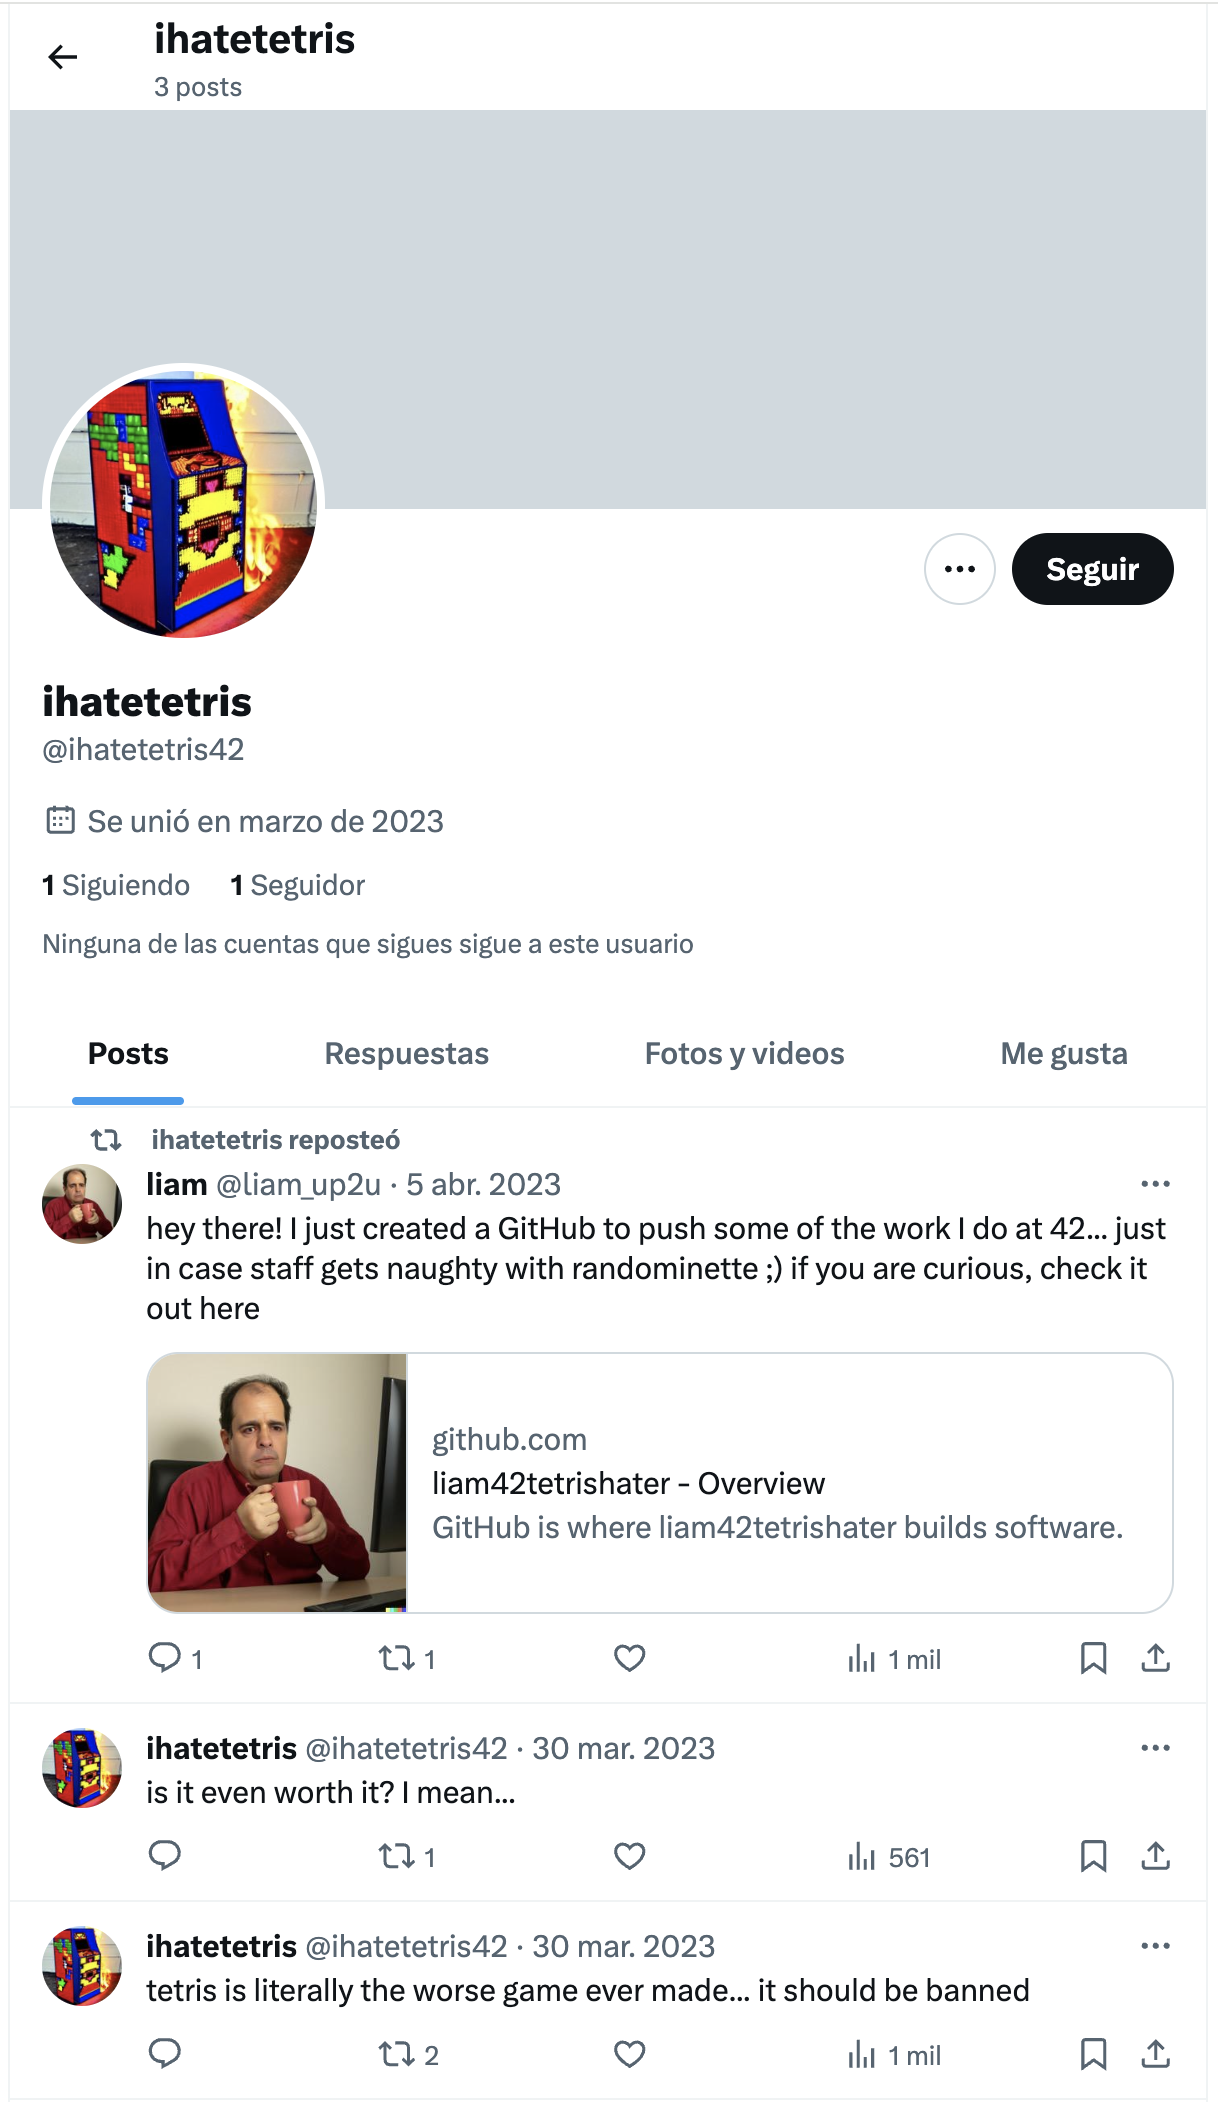 ihatetetris
3 posts
Seguir
ihatetetris
@ihatetetris42
Se unió en marzo de 2023
1 Siguiendo 1 Seguidor
Ninguna de las cuentas que sigues sigue a este usuario
Posts Respuestas Fotos y videos Me gusta
ihatetetris reposteó
liam @liam_up2u · 5 abr. 2023
hey there! I just created a GitHub to push some of the work I do at 42... just
in case staff gets naughty with randominette ;) if you are curious, check it
out here
github.com
liam42tetrishater - Overview
GitHub is where liam42tetrishater builds software.
1 1 1 mil
ihatetetris @ihatetetris42 · 30 mar. 2023
is it even worth it? I mean...
1 561
ihatetetris @ihatetetris42 · 30 mar. 2023
tetris is literally the worse game ever made... it should be banned
2 1 mil